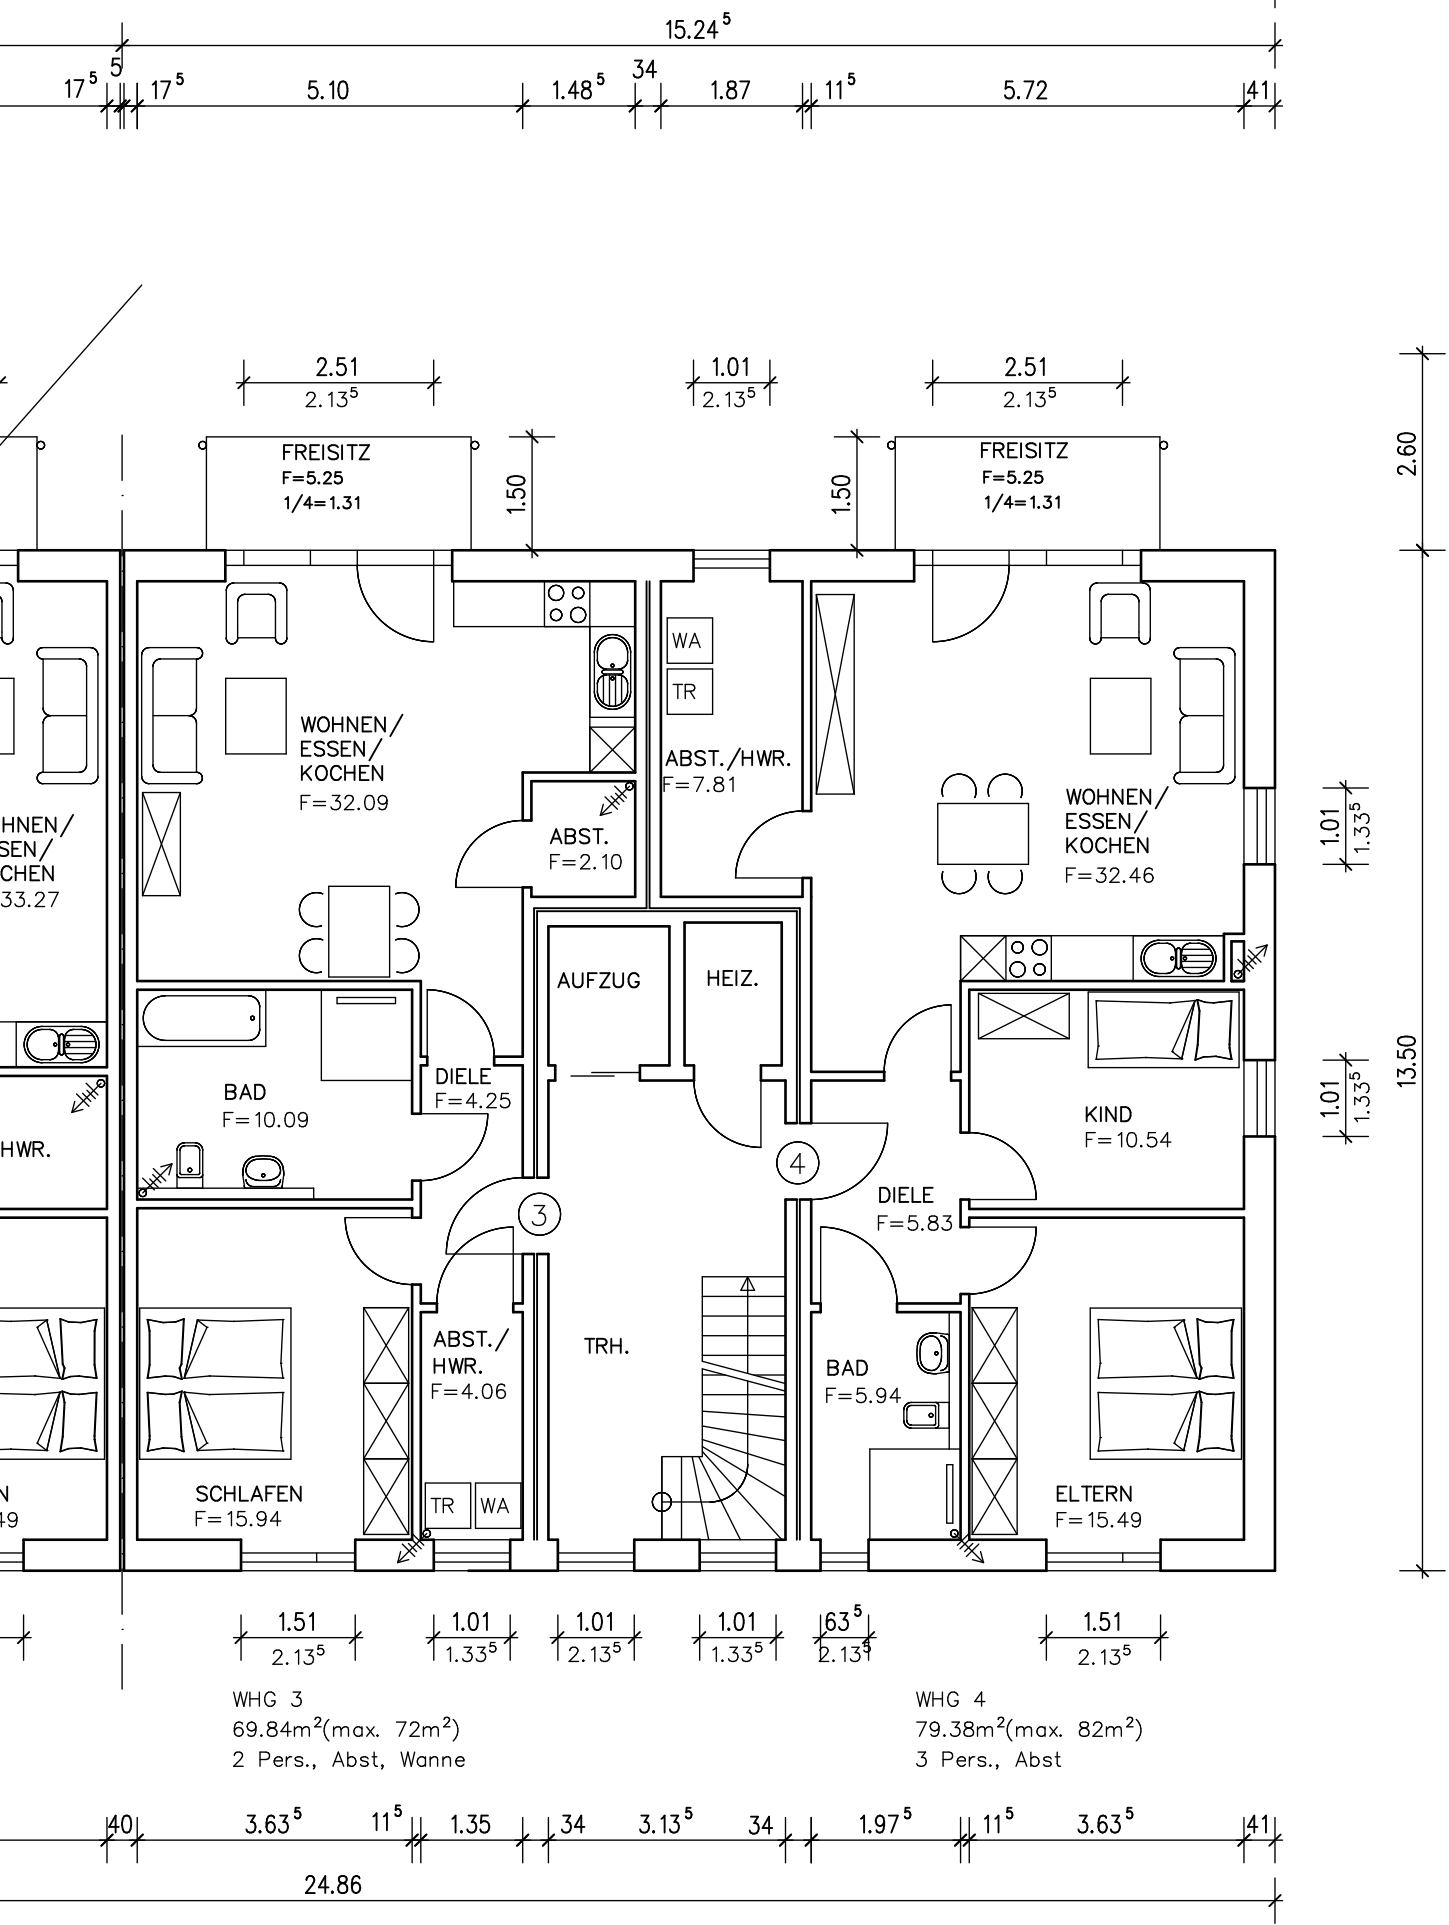 15.24⁵
5
34
17⁵
17⁵
5.10
1.48⁵
1.87
11⁵
5.72
41
2.51
2.13⁵
1.01
2.13⁵
2.51
2.13⁵
2.60
FREISITZ
F=5.25
1/4=1.31
1.50
1.50
FREISITZ
F=5.25
1/4=1.31
WA
TR
WOHNEN/
ESSEN/
KOCHEN
F=32.09
ABST./HWR.
F=7.81
WOHNEN/
ESSEN/
KOCHEN
F=32.46
1.01
1.33⁵
HNEN/
SEN/
CHEN
33.27
ABST.
F=2.10
AUFZUG
HEIZ.
13.50
BAD
F=10.09
DIELE
F=4.25
KIND
F=10.54
1.01
1.33⁵
HWR.
3
4
DIELE
F=5.83
ABST./
HWR.
F=4.06
TRH.
BAD
F=5.94
N
49
SCHLAFEN
F=15.94
TR
WA
ELTERN
F=15.49
1.51
2.13⁵
1.01
1.33⁵
1.01
2.13⁵
1.01
1.33⁵
63⁵
2.13⁵
1.51
2.13⁵
WHG 3
69.84m²(max. 72m²)
2 Pers., Abst, Wanne
WHG 4
79.38m²(max. 82m²)
3 Pers., Abst
40
3.63⁵
11⁵
1.35
34
3.13⁵
34
1.97⁵
11⁵
3.63⁵
41
24.86